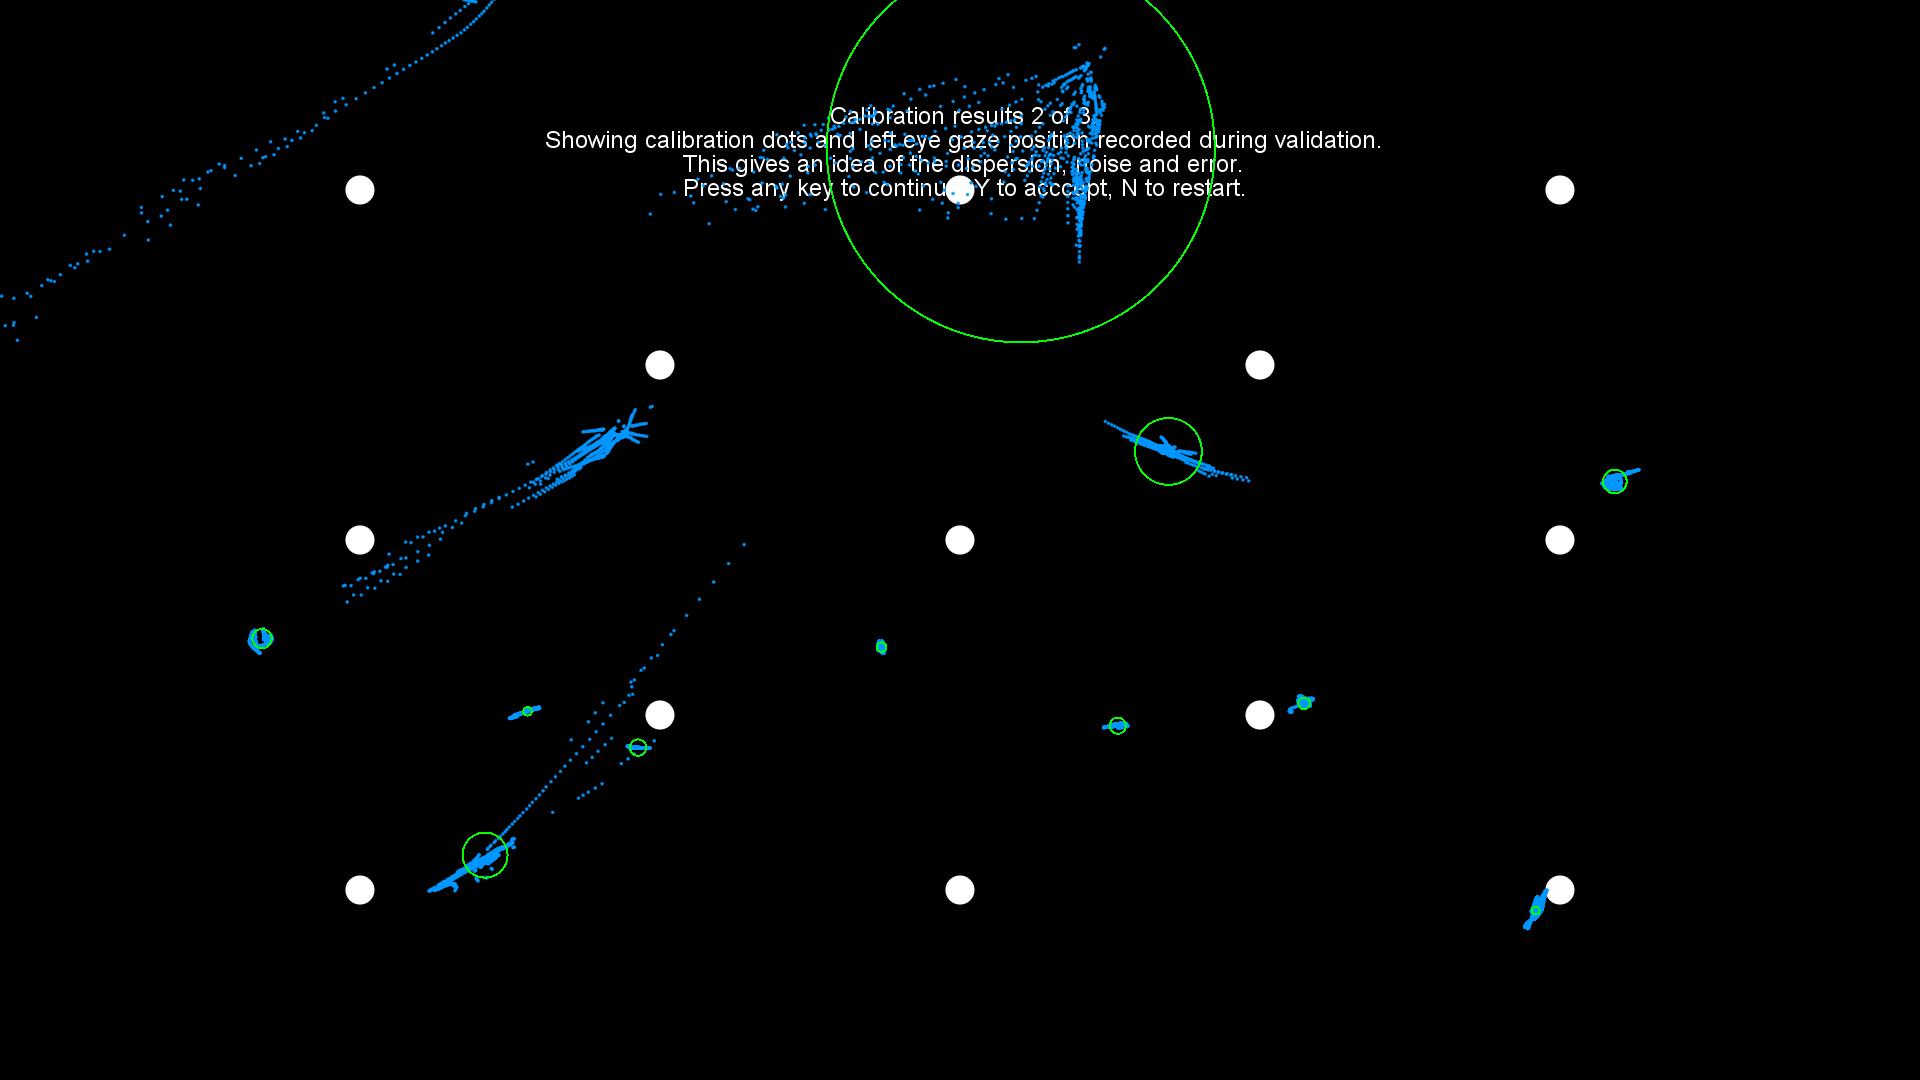 Calibration results 2 of 3.
Showing calibration dots and left eye gaze position recorded during validation.
This gives an idea of the dispersion, noise and error.
Press any key to continue, Y to acccept, N to restart.